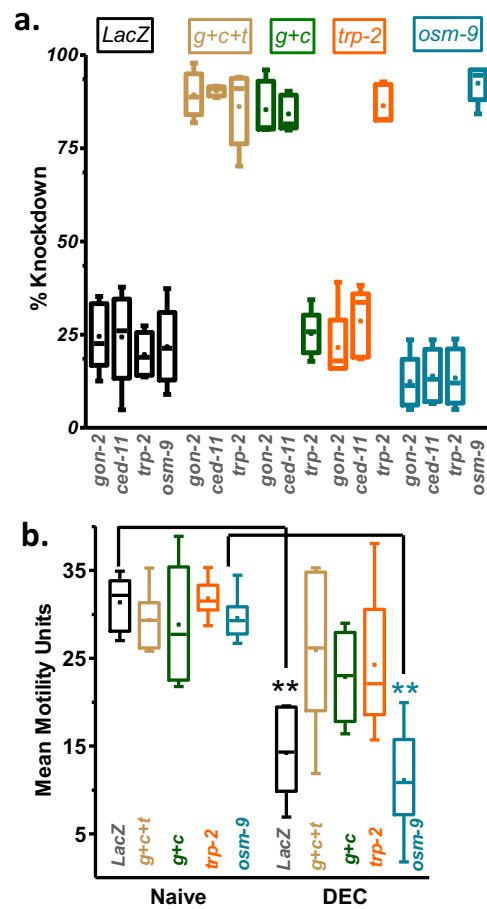 a.
LacZ g+c+t g+c trp-2 osm-9
% Knockdown
100
75
50
25
0
gon-2 ced-11 trp-2 osm-9 gon-2 ced-11 trp-2 gon-2 ced-11 trp-2 gon-2 ced-11 trp-2 gon-2 ced-11 trp-2 osm-9
b.
Mean Motility Units
35
25
15
5
** **
LacZ g+c+t g+c trp-2 osm-9 LacZ g+c+t g+c trp-2 osm-9
Naive DEC